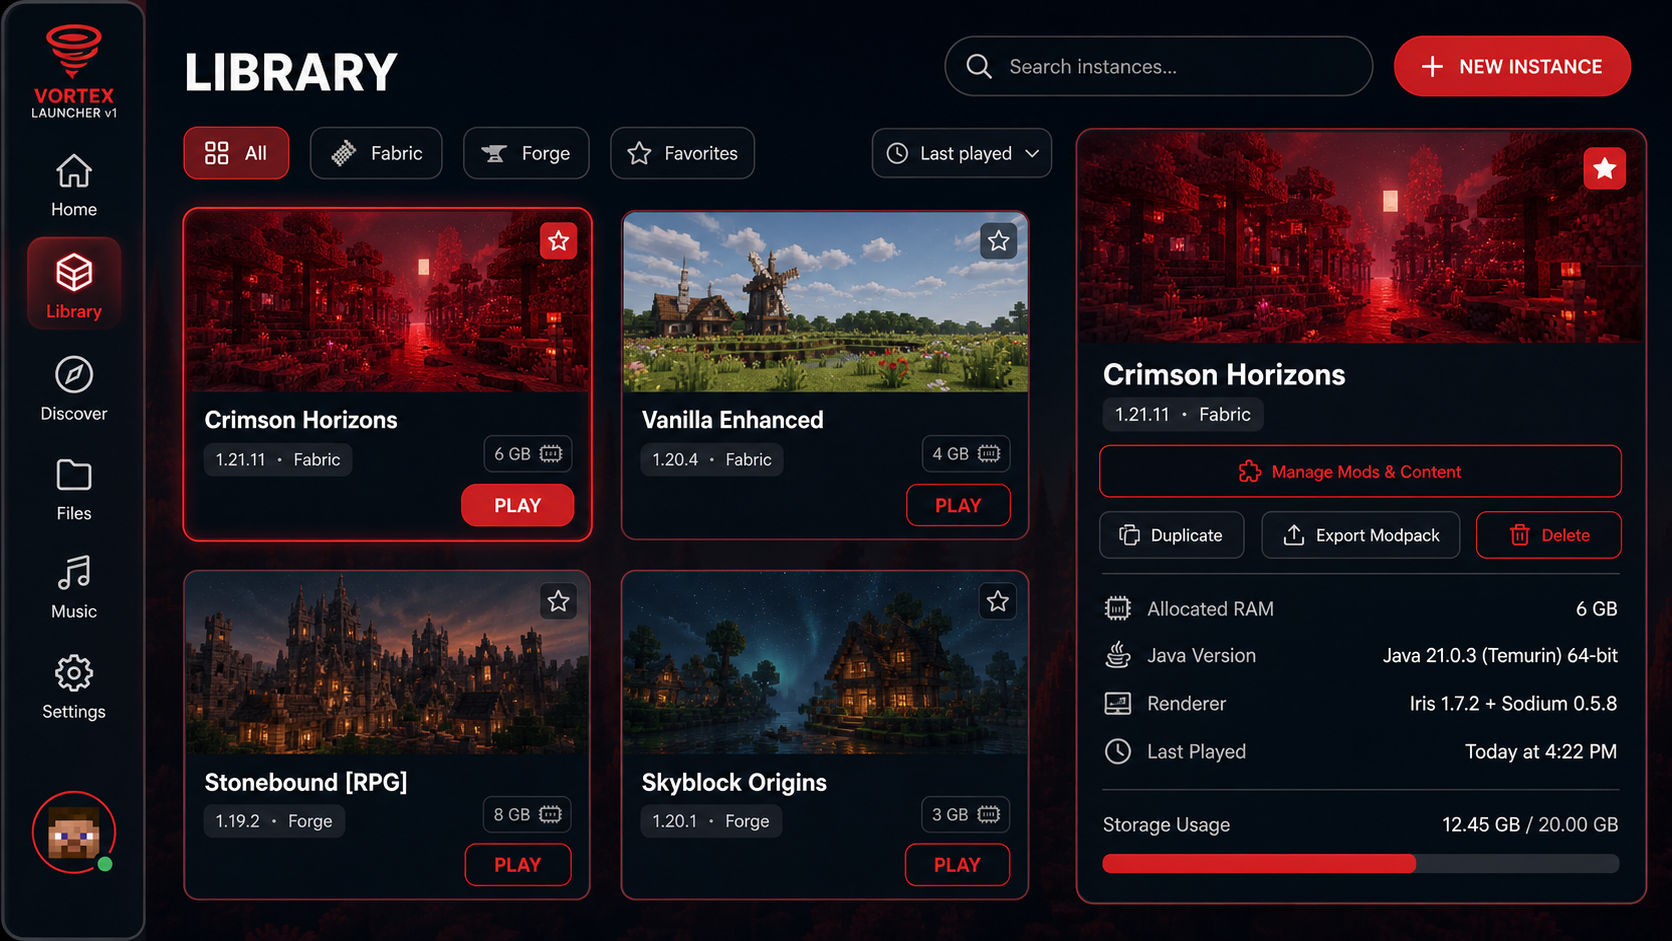 VORTEX
LAUNCHER v1
Home
Library
Discover
Files
Music
Settings
LIBRARY
Search instances...
NEW INSTANCE
All
Fabric
Forge
Favorites
Last played
Crimson Horizons
1.21.11 • Fabric
6 GB
PLAY
Vanilla Enhanced
1.20.4 • Fabric
4 GB
PLAY
Stonebound [RPG]
1.19.2 • Forge
8 GB
PLAY
Skyblock Origins
1.20.1 • Forge
3 GB
PLAY
Crimson Horizons
1.21.11 • Fabric
Manage Mods & Content
Duplicate
Export Modpack
Delete
Allocated RAM 6 GB
Java Version Java 21.0.3 (Temurin) 64-bit
Renderer Iris 1.7.2 + Sodium 0.5.8
Last Played Today at 4:22 PM
Storage Usage 12.45 GB / 20.00 GB